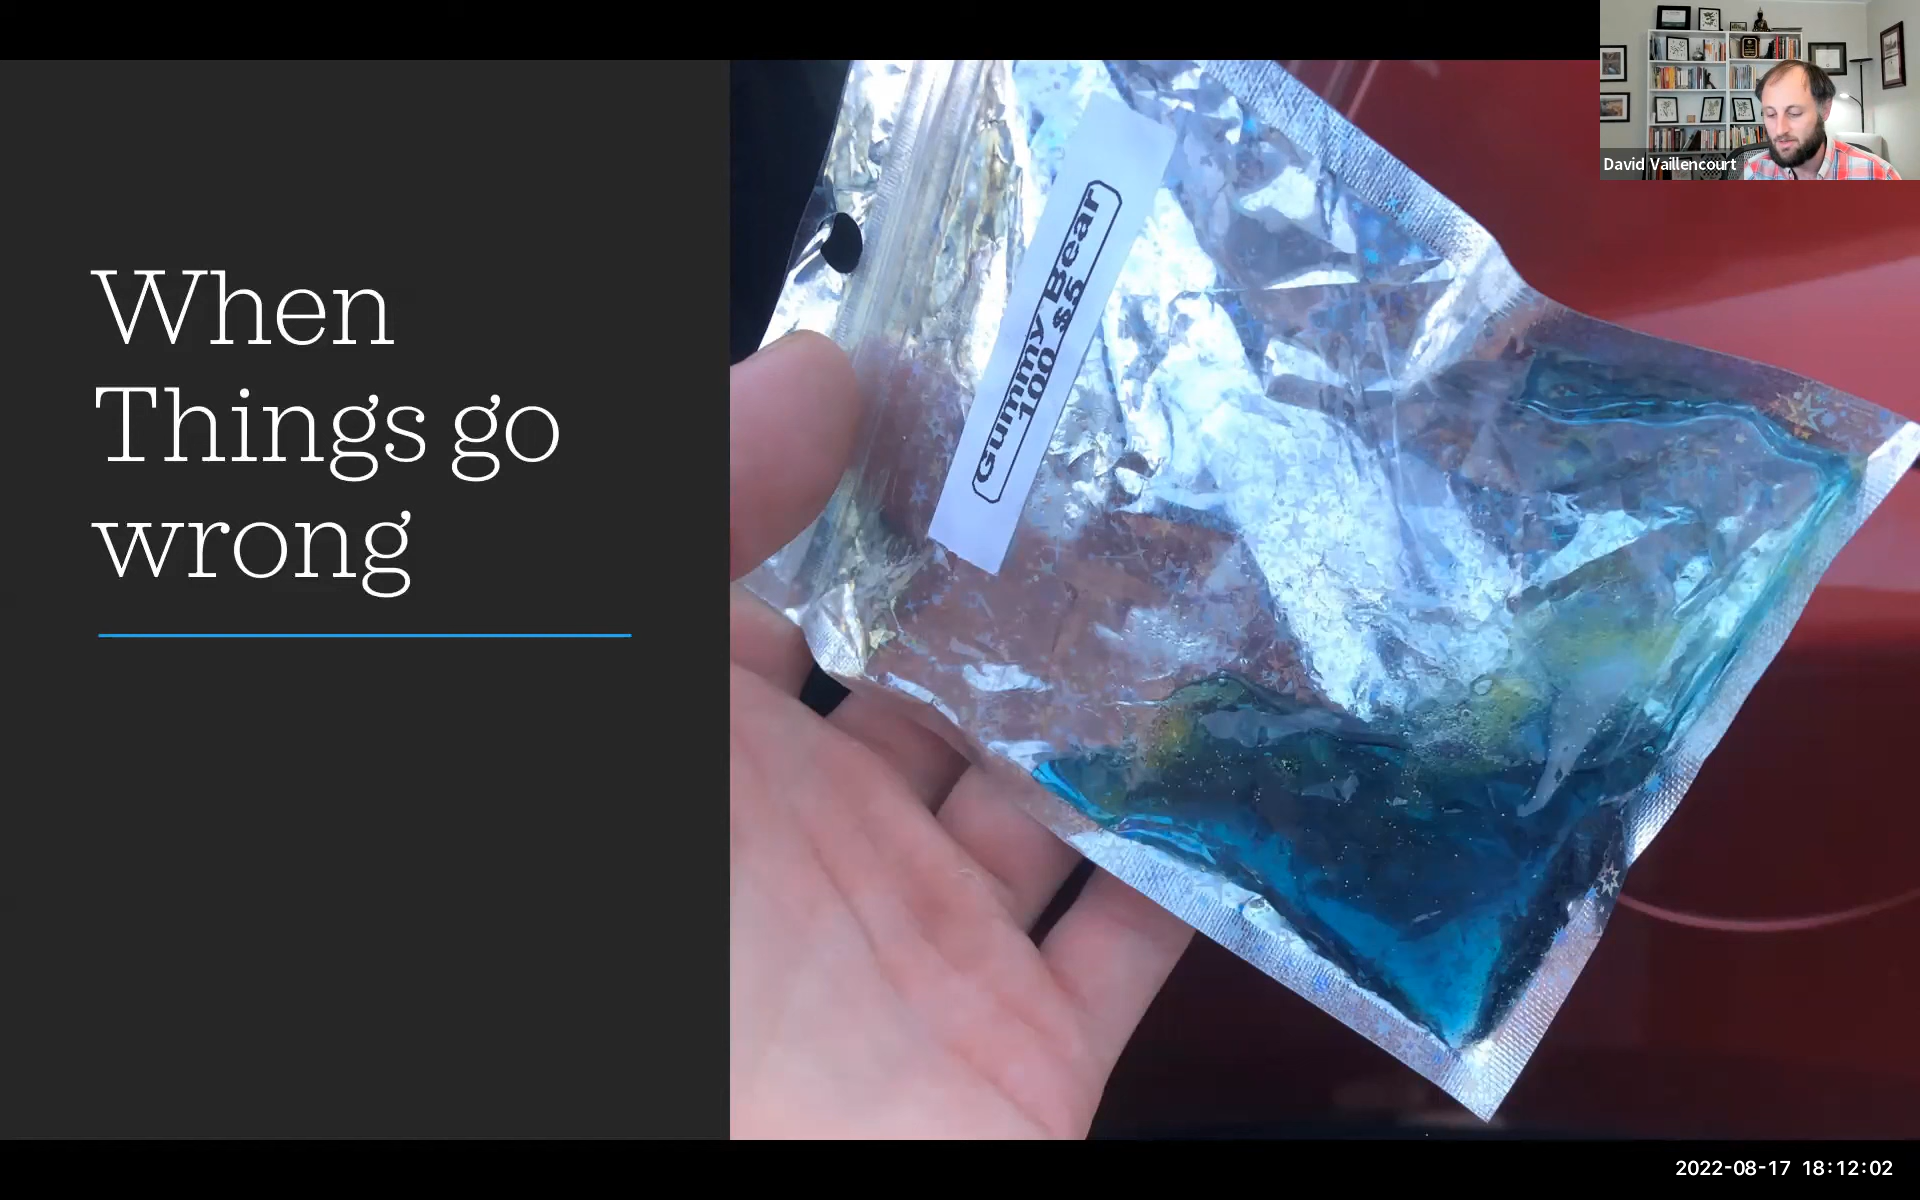 When
Things go
wrong
Gummy Bear
100 $5
David Vaillencourt
2022-08-17 18:12:02